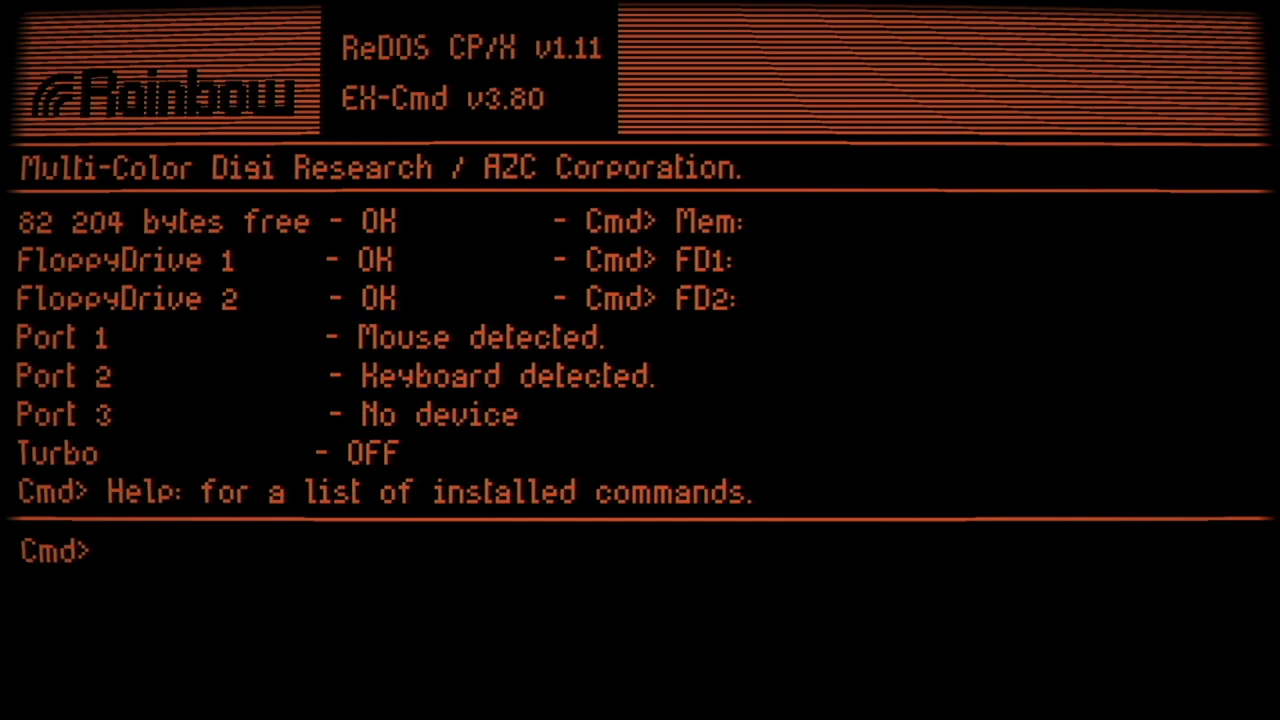 Rainbow
ReDOS CP/X v1.11
EX-Cmd v3.80
Multi-Color Digi Research / AZC Corporation.
82 204 bytes free - OK - Cmd> Mem:
FloppyDrive 1 - OK - Cmd> FD1:
FloppyDrive 2 - OK - Cmd> FD2:
Port 1 - Mouse detected.
Port 2 - Keyboard detected.
Port 3 - No device
Turbo - OFF
Cmd> Help: for a list of installed commands.
Cmd>